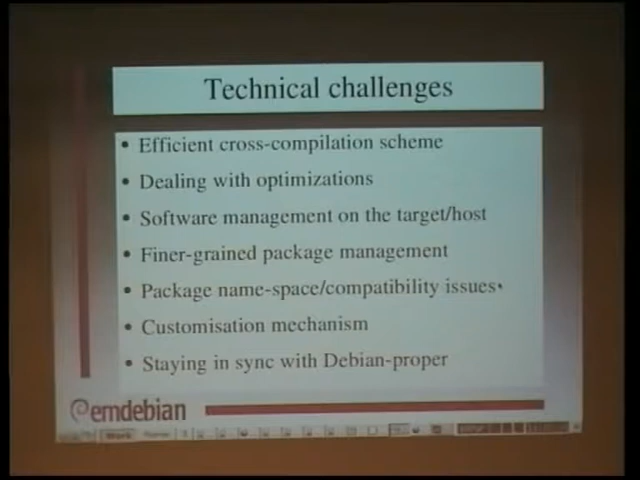 Technical challenges
• Efficient cross-compilation scheme
• Dealing with optimizations
• Software management on the target/host
• Finer-grained package management
• Package name-space/compatibility issues
• Customisation mechanism
• Staying in sync with Debian-proper
emdebian
Work